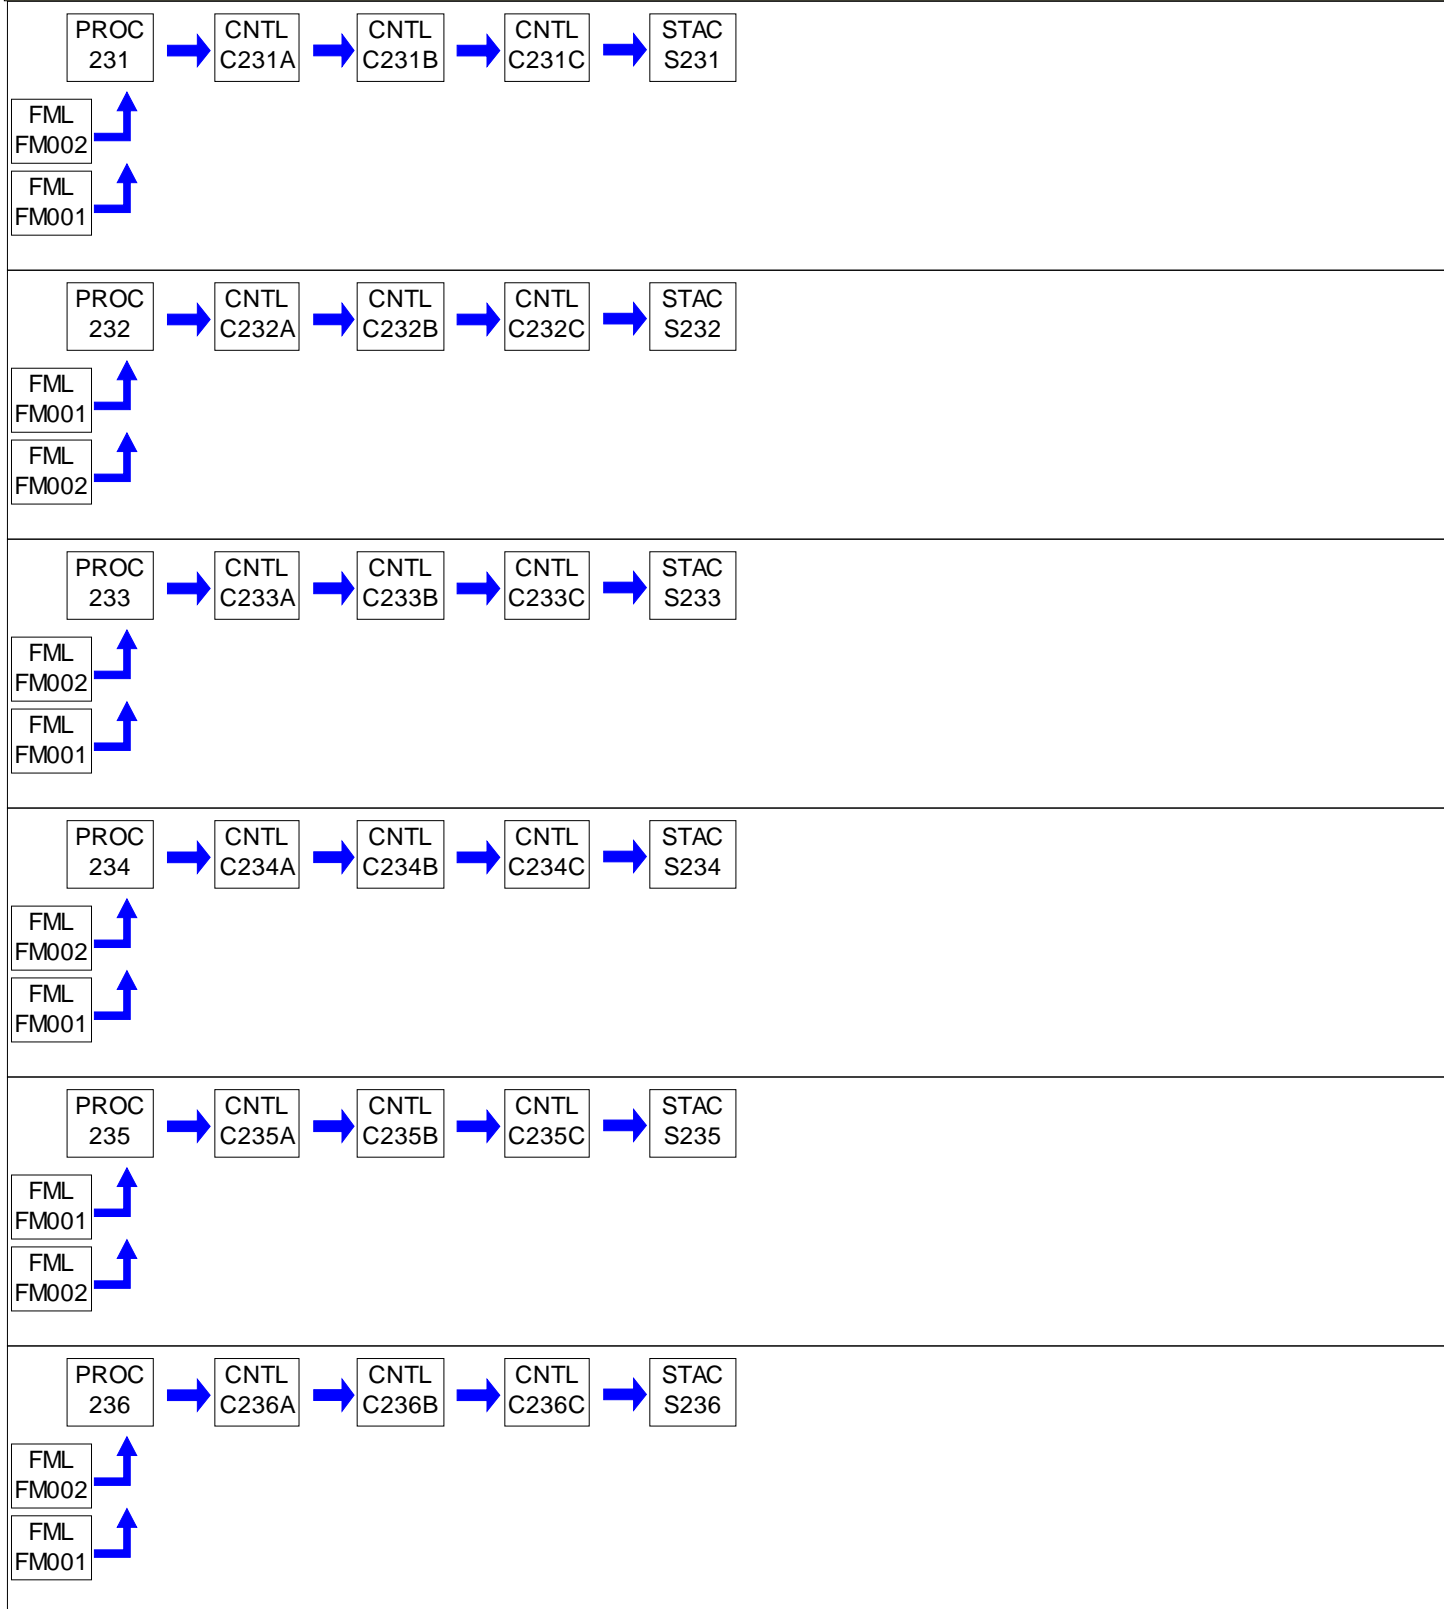 PROC
231
CNTL
C231A
CNTL
C231B
CNTL
C231C
STAC
S231
FML
FM002
FML
FM001
PROC
232
CNTL
C232A
CNTL
C232B
CNTL
C232C
STAC
S232
FML
FM001
FML
FM002
PROC
233
CNTL
C233A
CNTL
C233B
CNTL
C233C
STAC
S233
FML
FM002
FML
FM001
PROC
234
CNTL
C234A
CNTL
C234B
CNTL
C234C
STAC
S234
FML
FM002
FML
FM001
PROC
235
CNTL
C235A
CNTL
C235B
CNTL
C235C
STAC
S235
FML
FM001
FML
FM002
PROC
236
CNTL
C236A
CNTL
C236B
CNTL
C236C
STAC
S236
FML
FM002
FML
FM001